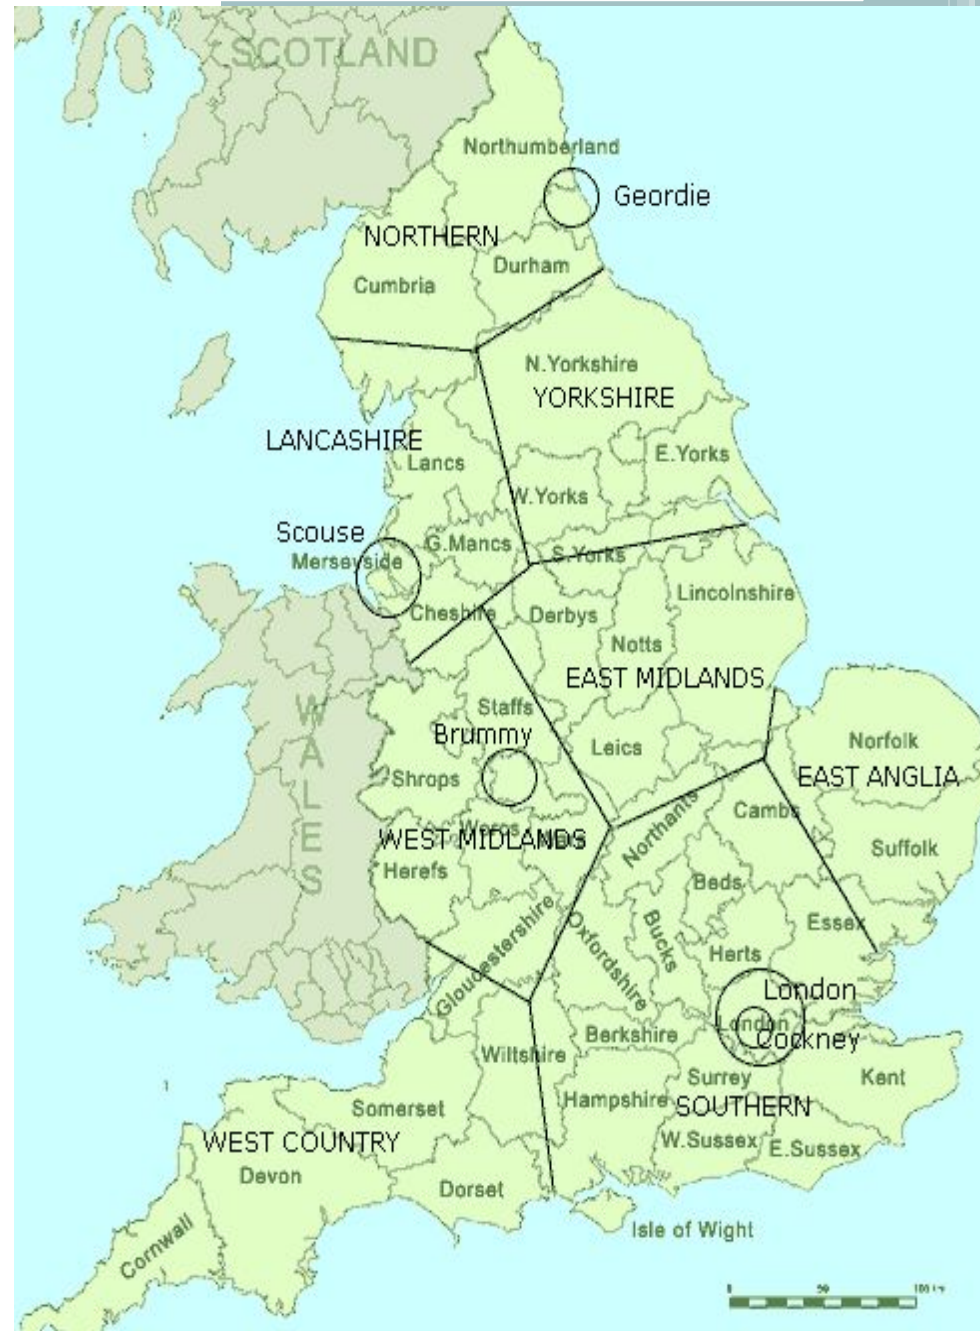 SCOTLAND
Northumberland
Geordie
NORTHERN
Durham
Cumbria
N.Yorkshire
YORKSHIRE
LANCASHIRE
E.Yorks
Lancs
W.Yorks
Scouse
G.Mancs
S.Yorks
Merseyside
Lincolnshire
Cheshire
Derbys
Notts
EAST MIDLANDS
WALES
Staffs
Brummy
Leics
Norfolk
Shrops
EAST ANGLIA
Cambs
Northants
WEST MIDLANDS
Worcs
Suffolk
Herefs
Beds
Gloucestershire
Oxfordshire
Bucks
Essex
Herts
London
London
Cockney
Berkshire
Wiltshire
Surrey
Kent
Hampshire
SOUTHERN
Somerset
WEST COUNTRY
W.Sussex
E.Sussex
Devon
Dorset
Cornwall
Isle of Wight